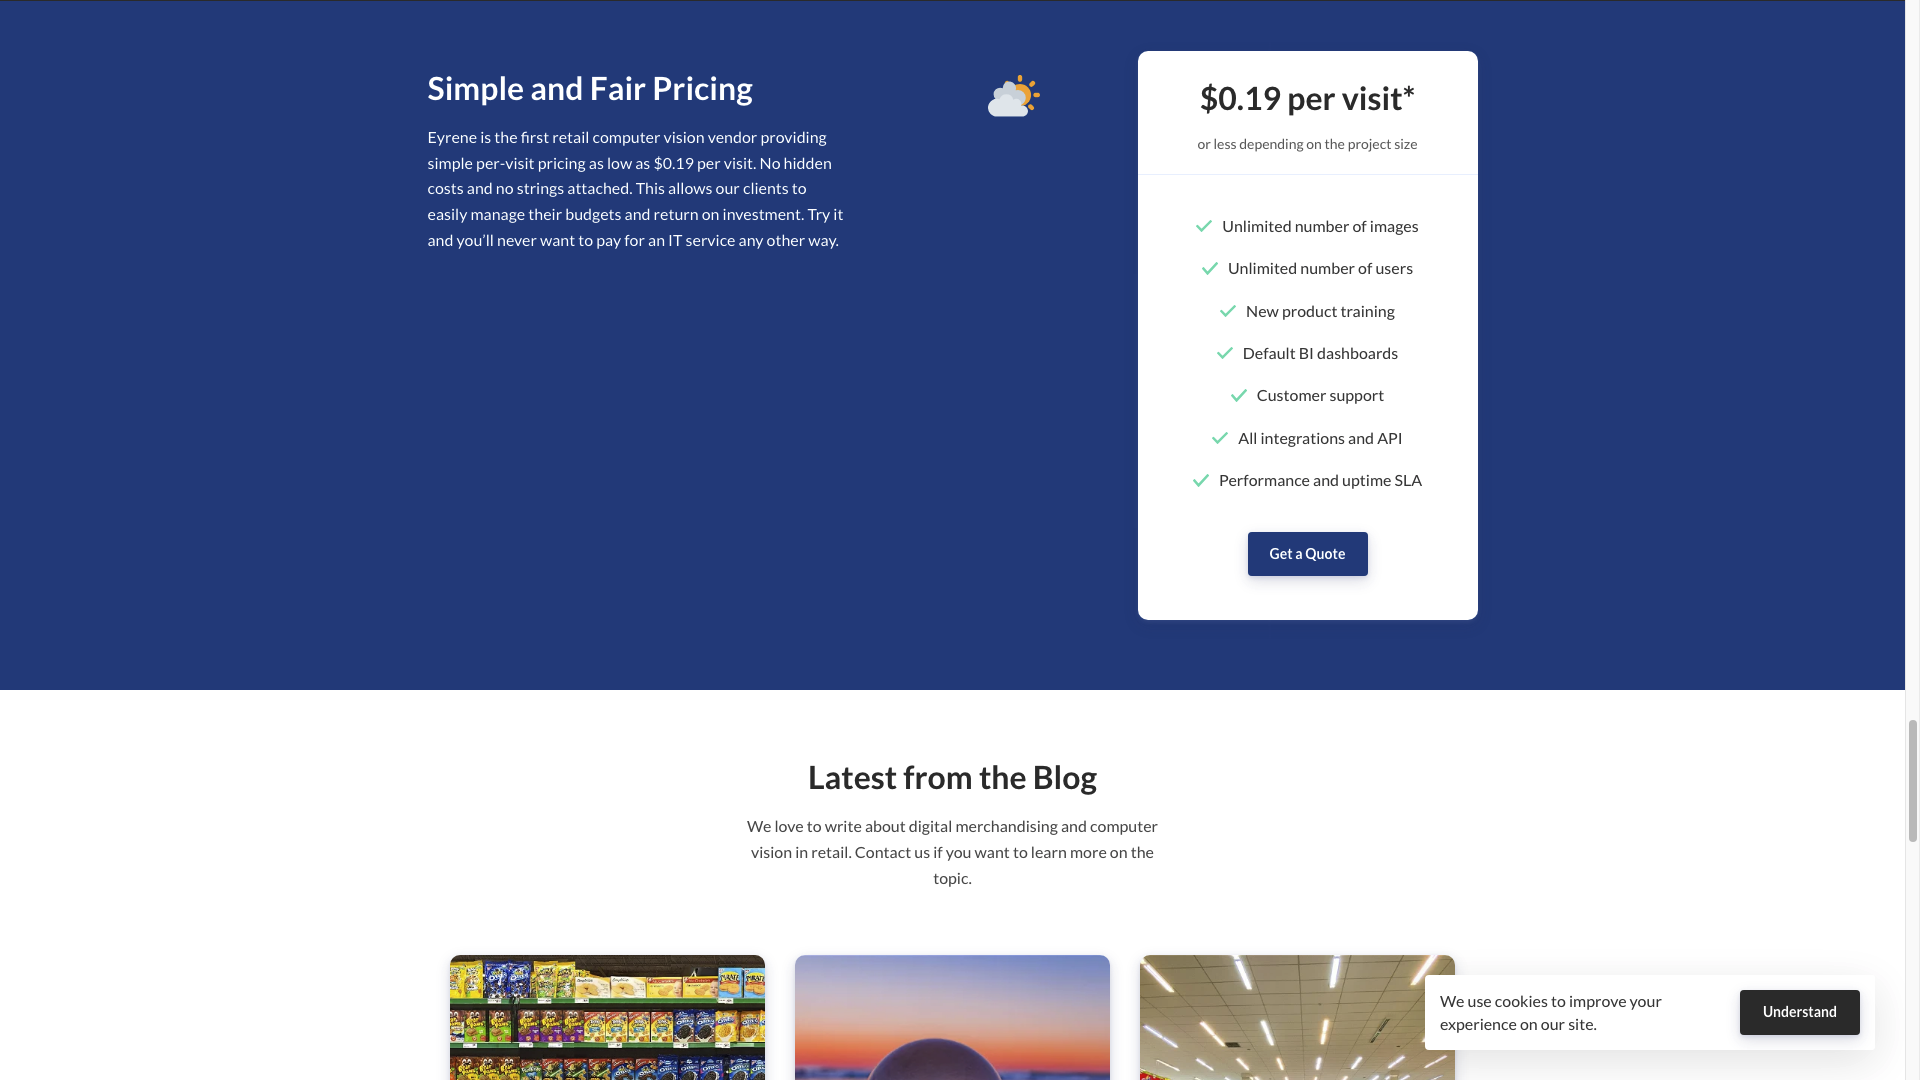 Simple and Fair Pricing
Eyrene is the first retail computer vision vendor providing
simple per-visit pricing as low as $0.19 per visit. No hidden
costs and no strings attached. This allows our clients to
easily manage their budgets and return on investment. Try it
and you’ll never want to pay for an IT service any other way.
$0.19 per visit*
or less depending on the project size
Unlimited number of images
Unlimited number of users
New product training
Default BI dashboards
Customer support
All integrations and API
Performance and uptime SLA
Get a Quote
Latest from the Blog
We love to write about digital merchandising and computer
vision in retail. Contact us if you want to learn more on the
topic.
We use cookies to improve your
experience on our site.
Understand